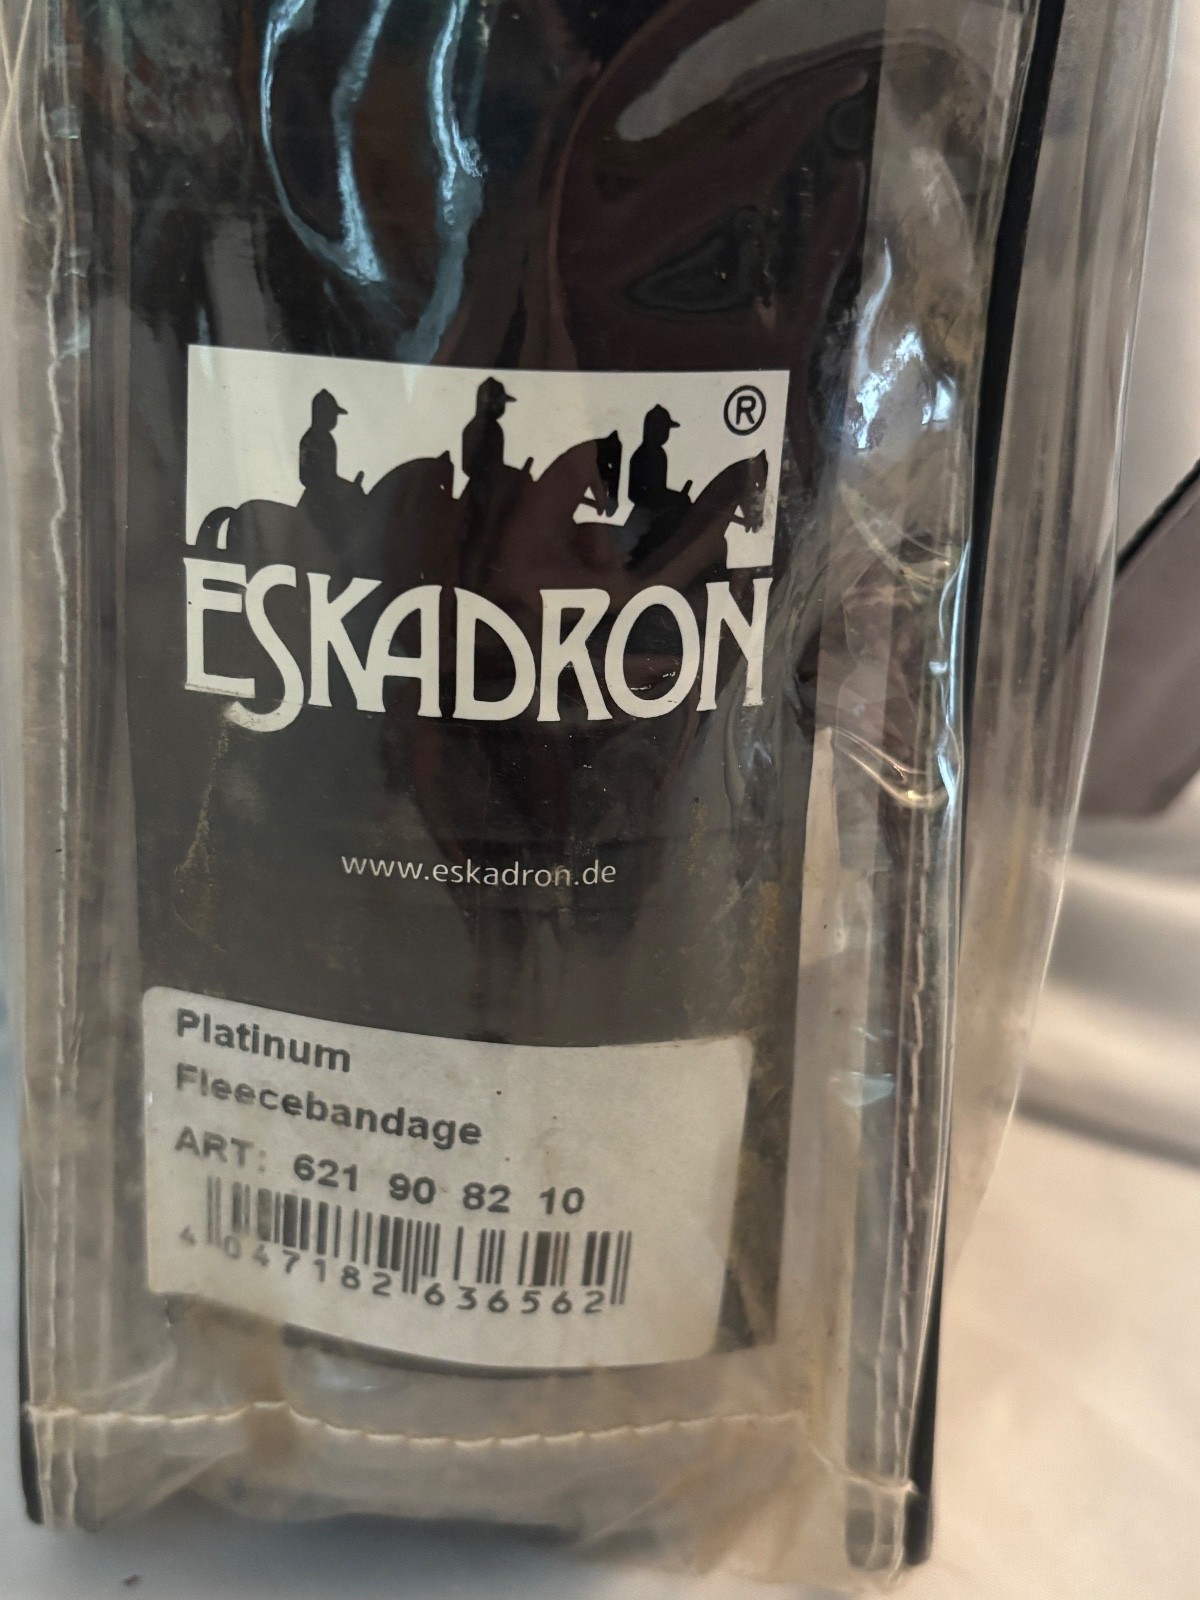 ®
ESKADRON
www.eskadron.de
Platinum
Fleecebandage
ART: 621 90 82 10
4 047182 636562